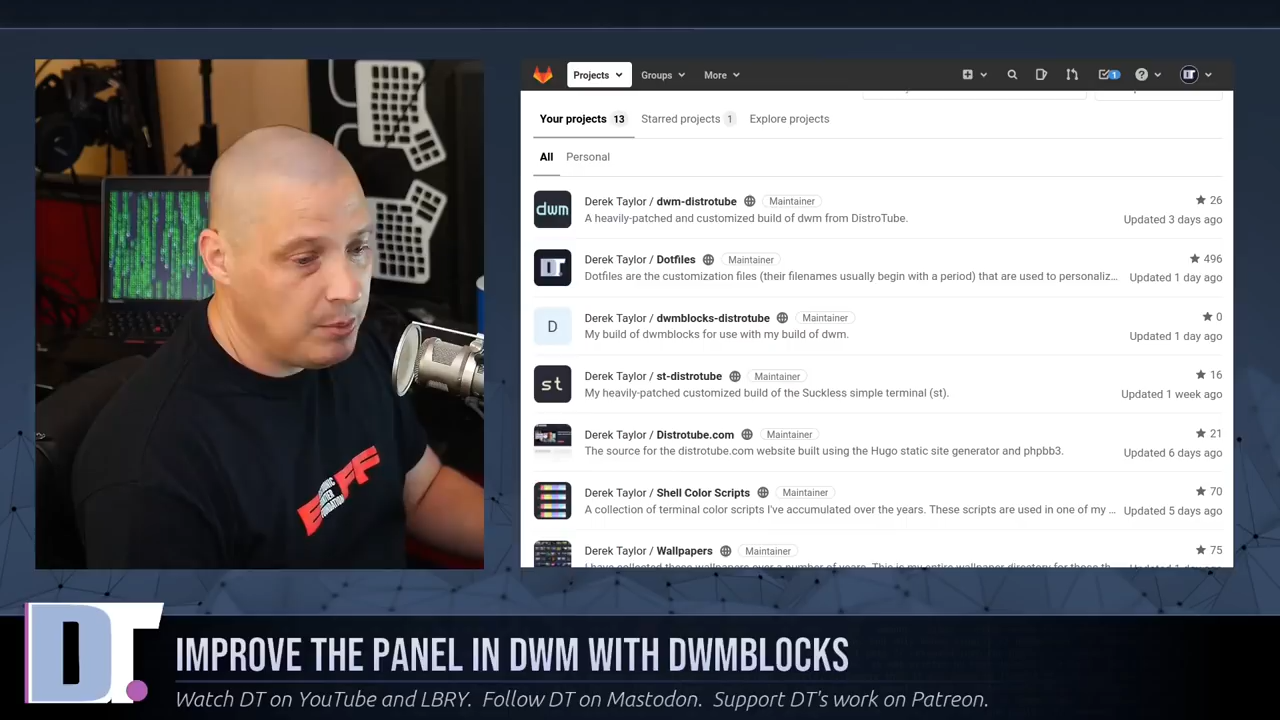 Projects Groups More 1
Your projects 13 Starred projects 1 Explore projects
All Personal
dwm
Derek Taylor / dwm-distrotube Maintainer
26
A heavily-patched and customized build of dwm from DistroTube.
Updated 3 days ago
DT
Derek Taylor / Dotfiles Maintainer
496
Dotfiles are the customization files (their filenames usually begin with a period) that are used to personaliz...
Updated 1 day ago
D
Derek Taylor / dwmblocks-distrotube Maintainer
0
My build of dwmblocks for use with my build of dwm.
Updated 1 day ago
st
Derek Taylor / st-distrotube Maintainer
16
My heavily-patched customized build of the Suckless simple terminal (st).
Updated 1 week ago
Derek Taylor / Distrotube.com Maintainer
21
The source for the distrotube.com website built using the Hugo static site generator and phpbb3.
Updated 6 days ago
Derek Taylor / Shell Color Scripts Maintainer
70
A collection of terminal color scripts I've accumulated over the years. These scripts are used in one of my ...
Updated 5 days ago
Derek Taylor / Wallpapers Maintainer
75
EFF
DT.
IMPROVE THE PANEL IN DWM WITH DWMBLOCKS
Watch DT on YouTube and LBRY. Follow DT on Mastodon. Support DT's work on Patreon.